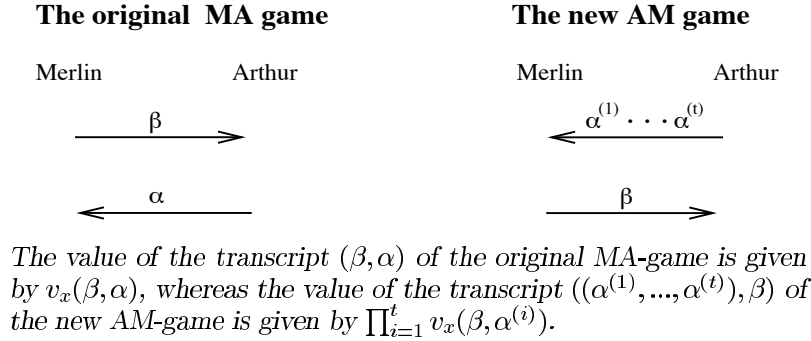 The original MA game
The new AM game
Merlin Arthur
Merlin Arthur
β
α
α⁽¹⁾ · · · α⁽ᵗ⁾
β
The value of the transcript (β, α) of the original MA-game is given
by vₓ(β, α), whereas the value of the transcript ((α⁽¹⁾, ..., α⁽ᵗ⁾), β) of
the new AM-game is given by ∏ᵗᵢ₌₁ vₓ(β, α⁽ⁱ⁾).